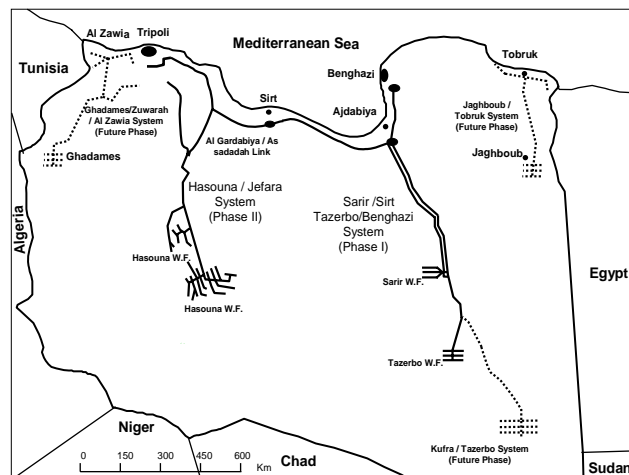 Al Zawia
Tripoli
Mediterranean Sea
Tunisia
Tobruk
Benghazi
Sirt
Ajdabiya
Ghadames/Zuwarah
/ Al Zawia System
(Future Phase)
Jaghboub /
Tobruk System
(Future Phase)
Al Gardabiya / As
sadadah Link
Ghadames
Jaghboub
Hasouna / Jefara
System
(Phase II)
Sarir /Sirt
Tazerbo/Benghazi
System
(Phase I)
Algeria
Hasouna W.F.
Egypt
Sarir W.F.
Hasouna W.F.
Tazerbo W.F.
Niger
Kufra / Tazerbo System
(Future Phase)
0 150 300 450 600
Km
Chad
Sudan